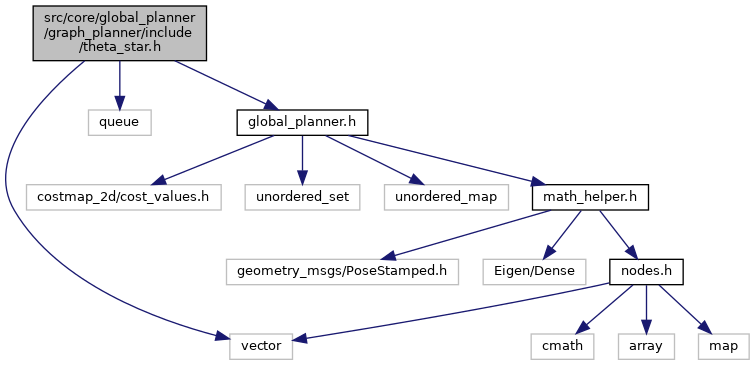 src/core/global_planner
/graph_planner/include
/theta_star.h
queue
global_planner.h
costmap_2d/cost_values.h
unordered_set
unordered_map
math_helper.h
geometry_msgs/PoseStamped.h
Eigen/Dense
nodes.h
vector
cmath
array
map